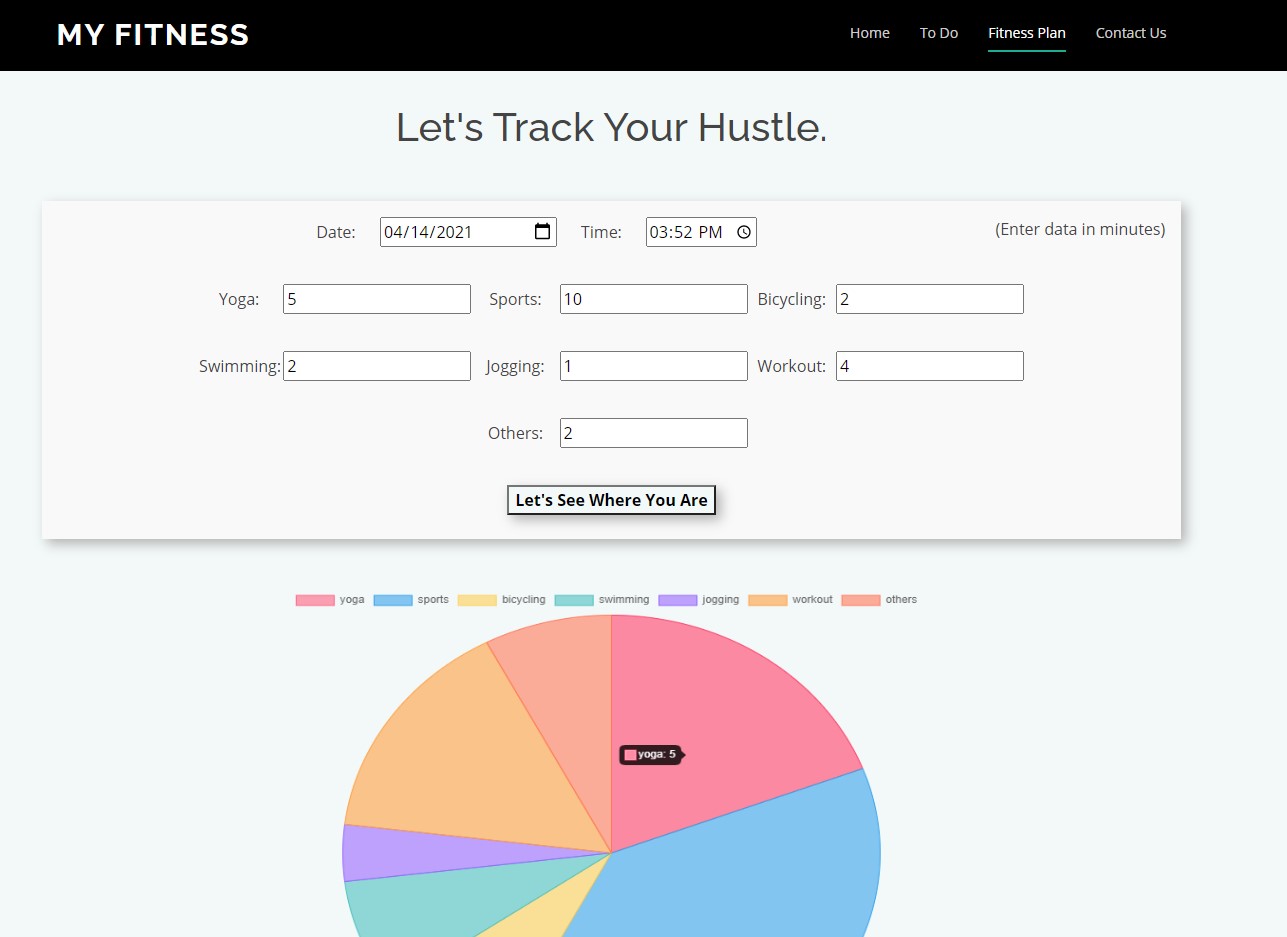 MY FITNESS
Home To Do Fitness Plan Contact Us
Let's Track Your Hustle.
Date: 04/14/2021 Time: 03:52 PM (Enter data in minutes)
Yoga: 5 Sports: 10 Bicycling: 2
Swimming: 2 Jogging: 1 Workout: 4
Others: 2
Let's See Where You Are
yoga sports bicycling swimming jogging workout others
yoga: 5